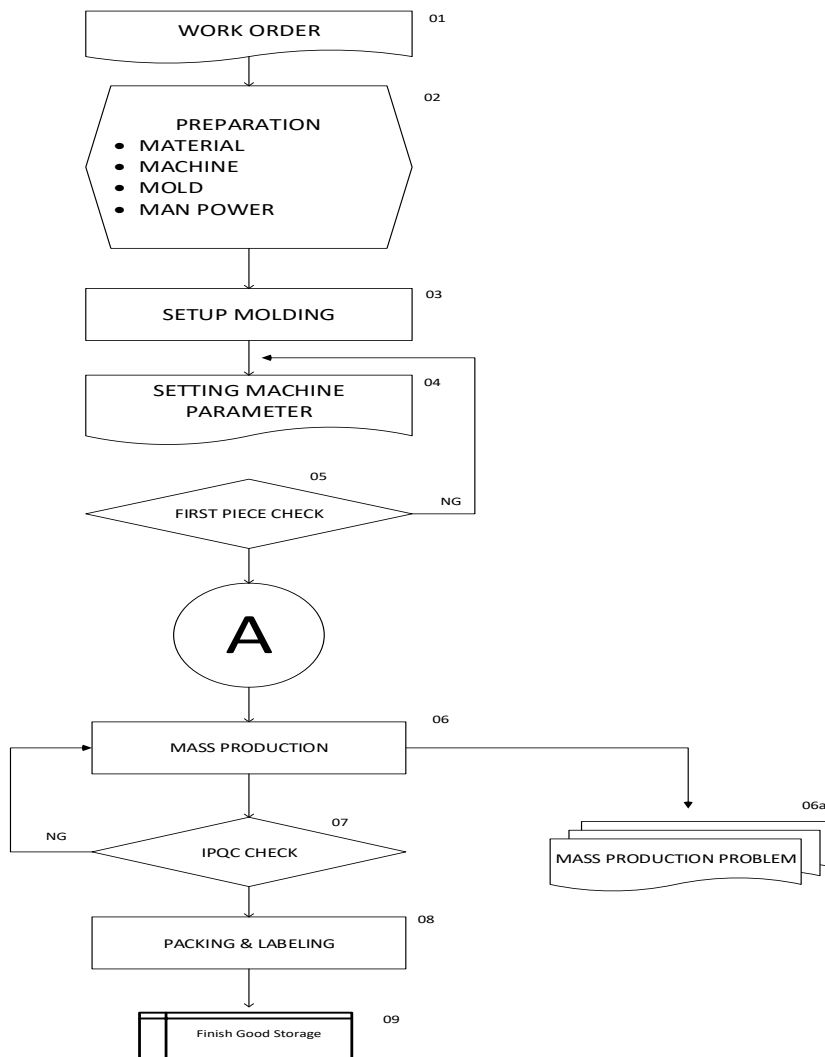 WORK ORDER
01
02
PREPARATION
• MATERIAL
• MACHINE
• MOLD
• MAN POWER
03
SETUP MOLDING
04
SETTING MACHINE
PARAMETER
05
FIRST PIECE CHECK
NG
A
06
MASS PRODUCTION
06a
MASS PRODUCTION PROBLEM
07
NG
IPQC CHECK
08
PACKING & LABELING
09
Finish Good Storage